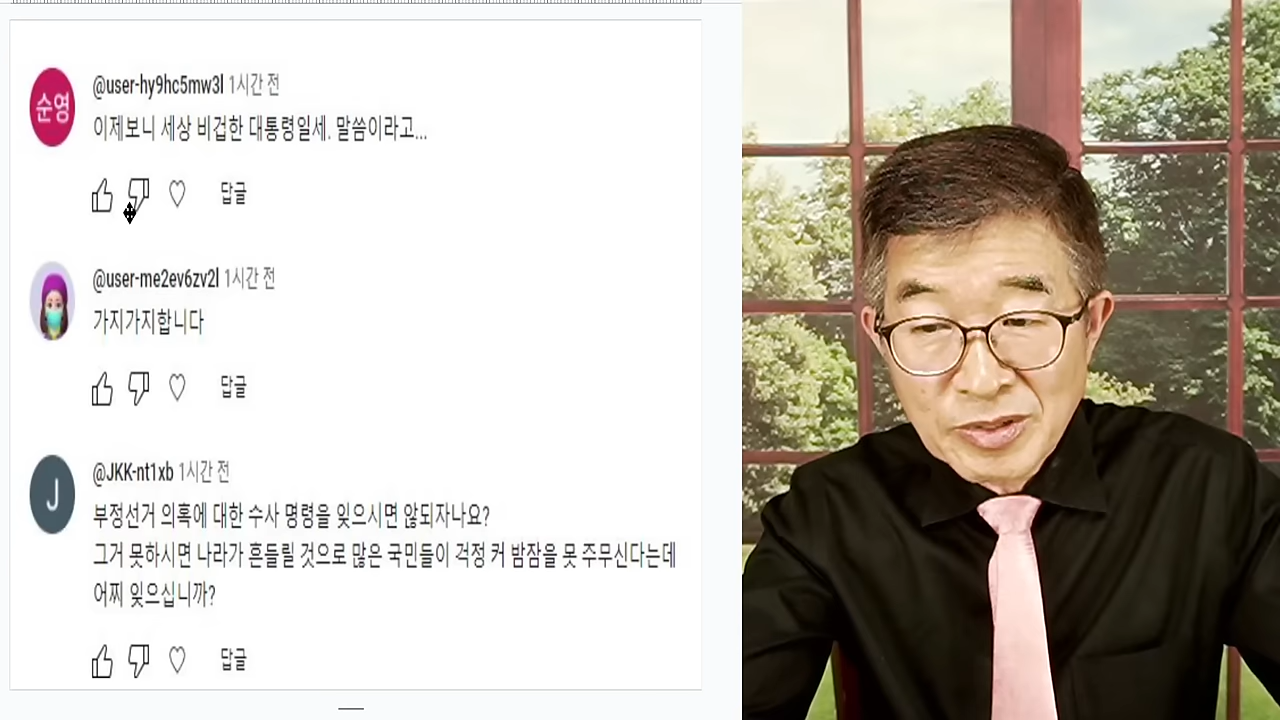 순영
@user-hy9hc5mw3l 1시간 전
이제보니 세상 비겁한 대통령일세. 말씀이라고...
답글
@user-me2ev6zv2l 1시간 전
가지가지합니다
답글
J
@JKK-nt1xb 1시간 전
부정선거 의혹에 대한 수사 명령을 잊으시면 않되자나요?
그거 못하시면 나라가 흔들릴 것으로 많은 국민들이 걱정 커 밤잠을 못 주무신다는데
어찌 잊으십니까?
답글